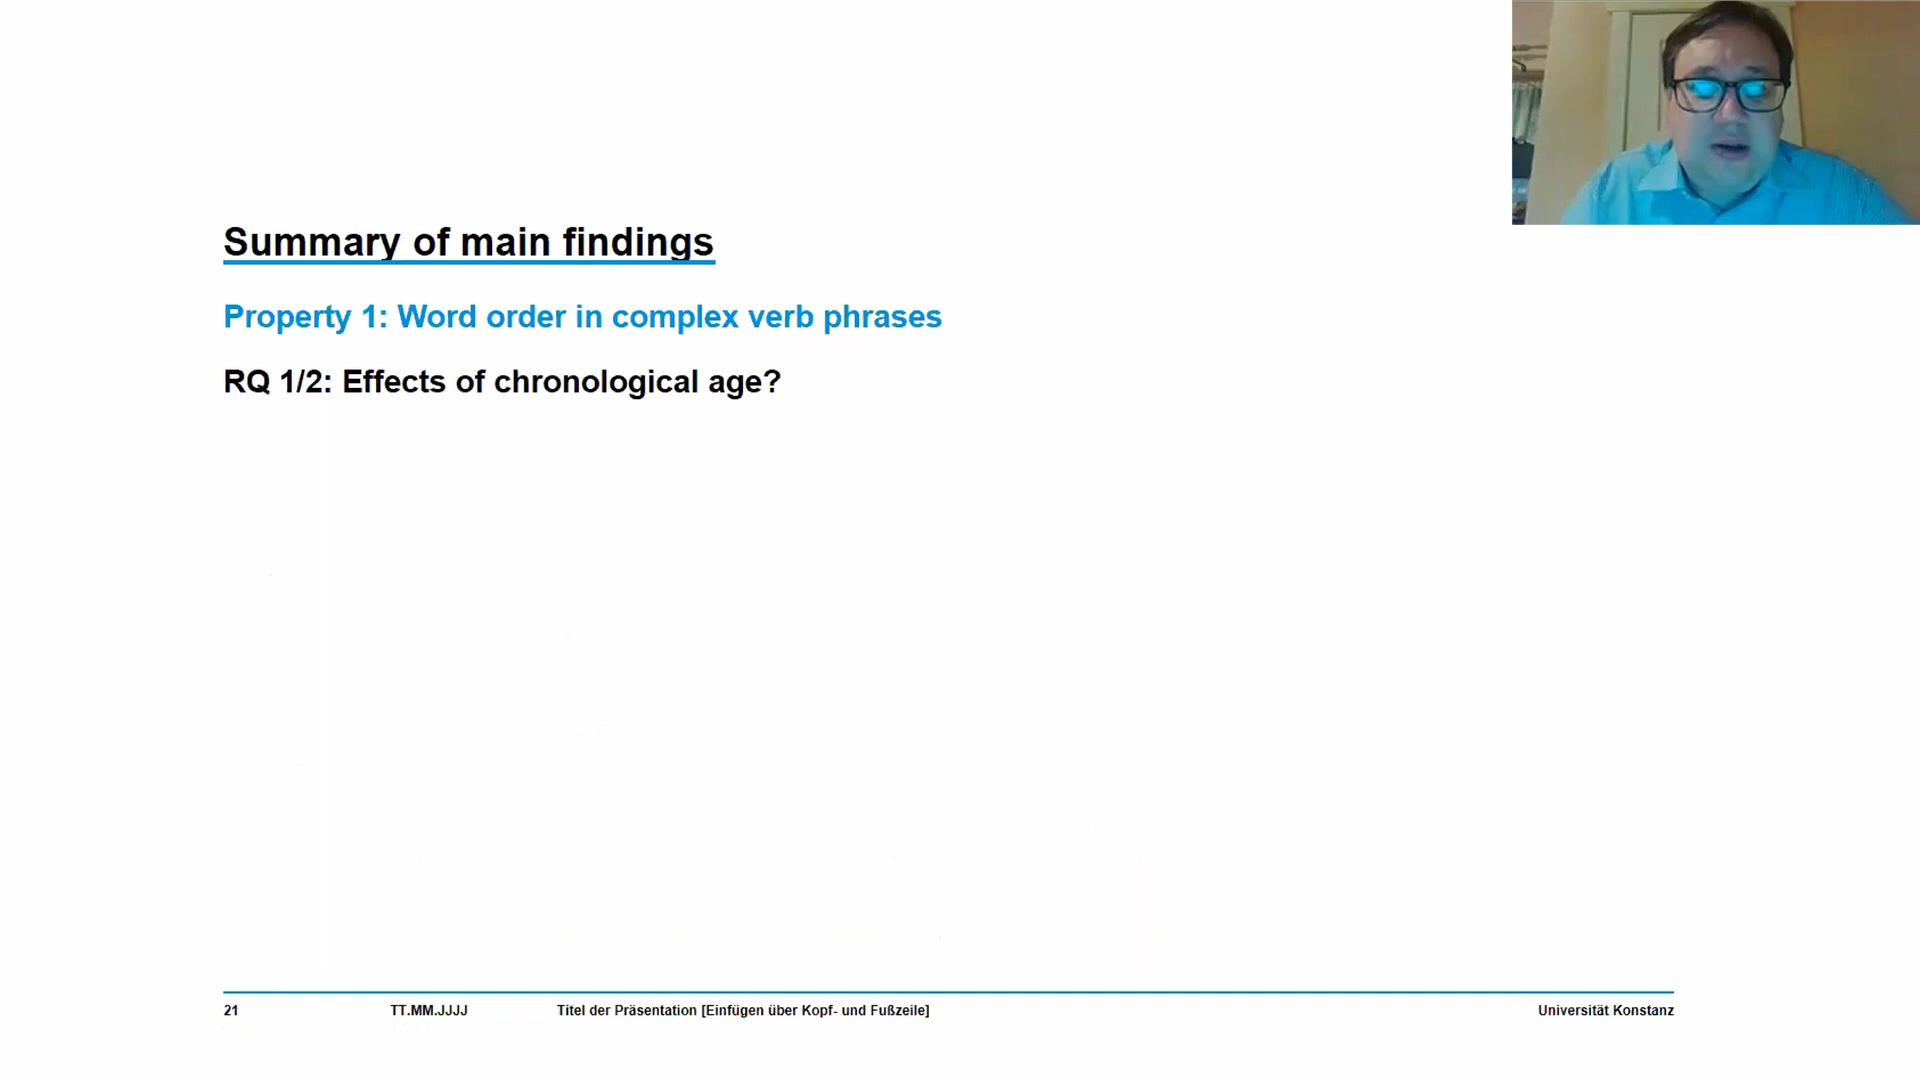 Summary of main findings
Property 1: Word order in complex verb phrases
RQ 1/2: Effects of chronological age?
21 TT.MM.JJJJ Titel der Präsentation [Einfügen über Kopf- und Fußzeile] Universität Konstanz